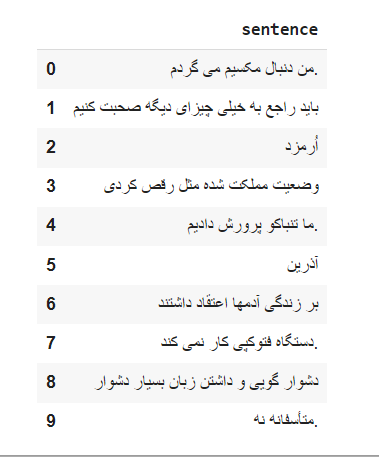 sentence
0 .من دنبال مکسیم می گردم
1 باید راجع به خیلی چیزای دیگه صحبت کنیم
2 اُرمزد
3 وضعیت مملکت شده مثل رقص کردی
4 .ما تنباکو پرورش دادیم
5 آذرین
6 بر زندگی آدمها اعتقاد داشتند
7 .دستگاه فتوکپی کار نمی کند
8 دشوار گویی و داشتن زبان بسیار دشوار
9 .متأسفانه نه